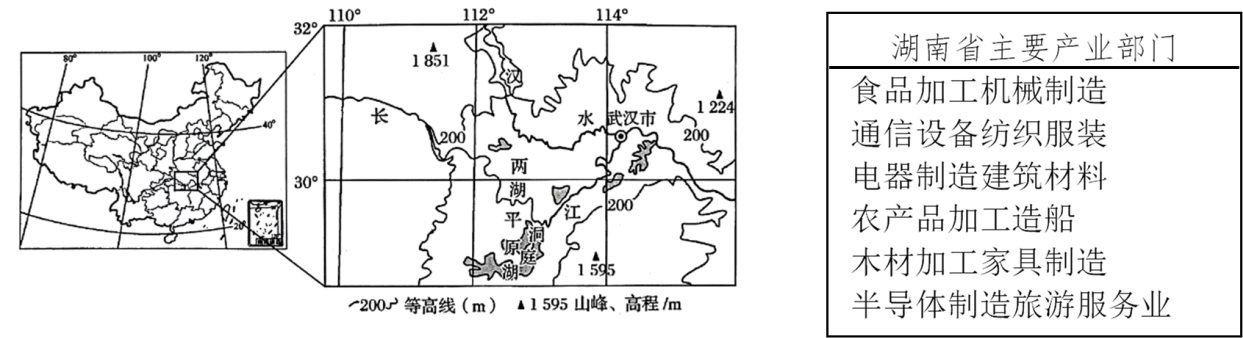 80°
100°
120°
40°
20°
110°
112°
114°
32°
30°
1 851
汉
长
200
水
武汉市
1 224
200
两
湖
平
原
江
200
洞
庭
湖
1 595
200 等高线（m） ▲1 595 山峰、高程/m
湖南省主要产业部门
食品加工机械制造
通信设备纺织服装
电器制造建筑材料
农产品加工造船
木材加工家具制造
半导体制造旅游服务业